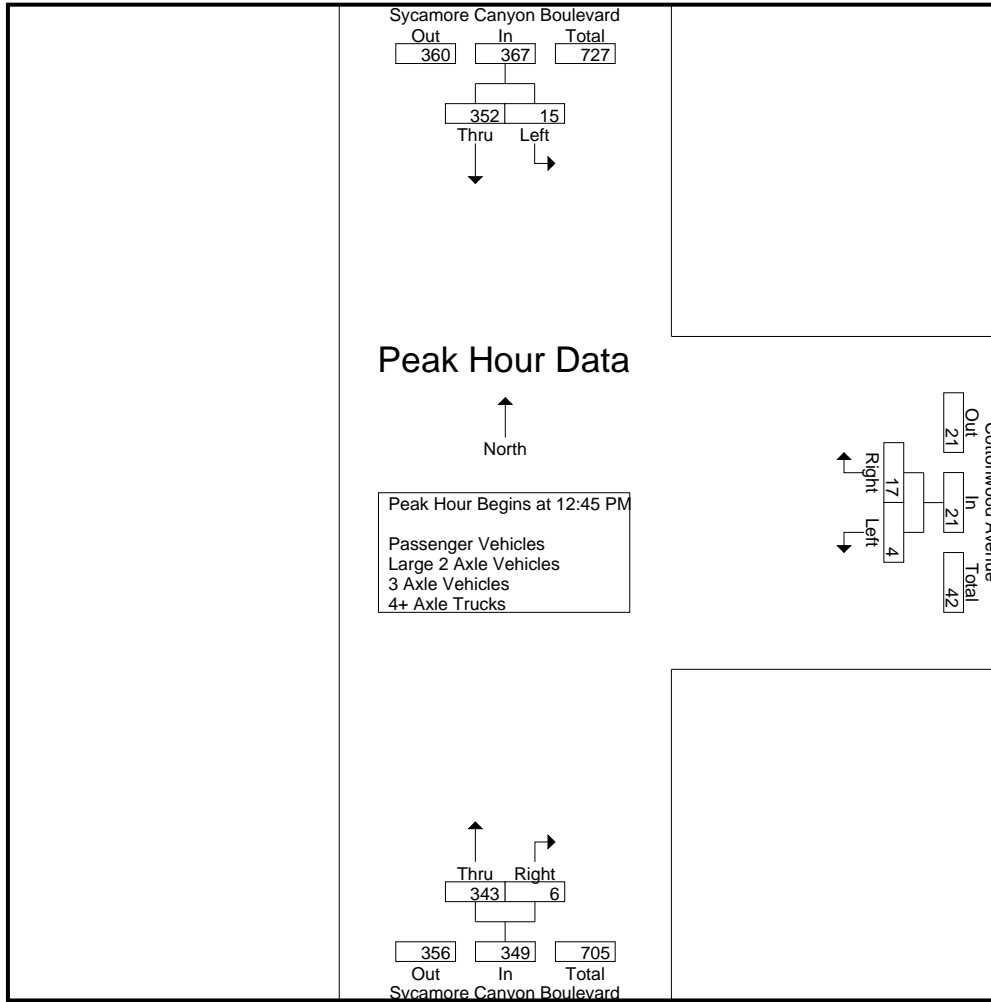 Sycamore Canyon Boulevard
Out In Total
360 367 727
352 15
Thru Left
Peak Hour Data
North
Peak Hour Begins at 12:45 PM
Passenger Vehicles
Large 2 Axle Vehicles
3 Axle Vehicles
4+ Axle Trucks
Cottonwood Avenue
Out In Total
21 21 42
17 4
Right Left
Thru Right
343 6
356 349 705
Out In Total
Sycamore Canyon Boulevard